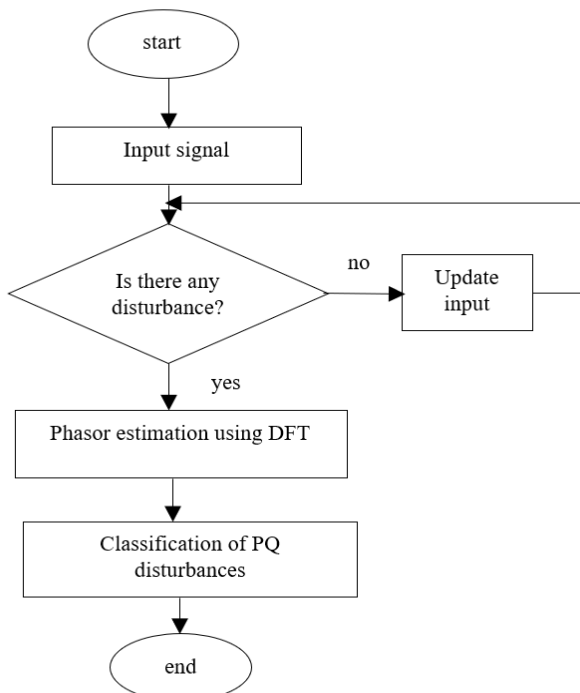 start
Input signal
Is there any
disturbance?
no
Update
input
yes
Phasor estimation using DFT
Classification of PQ
disturbances
end